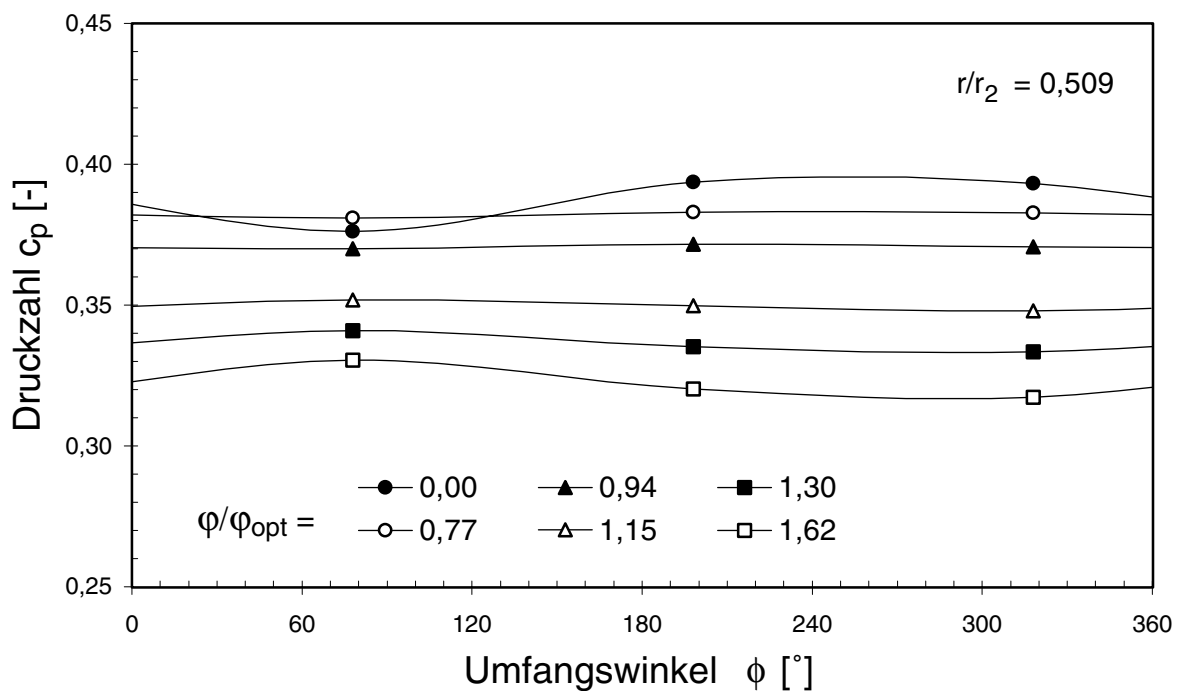 0,45
r/r2 = 0,509
0,40
Druckzahl cp [-]
0,35
0,30
0,00 0,94 1,30
φ/φopt =
0,77 1,15 1,62
0,25
0 60 120 180 240 300 360
Umfangswinkel ϕ [°]